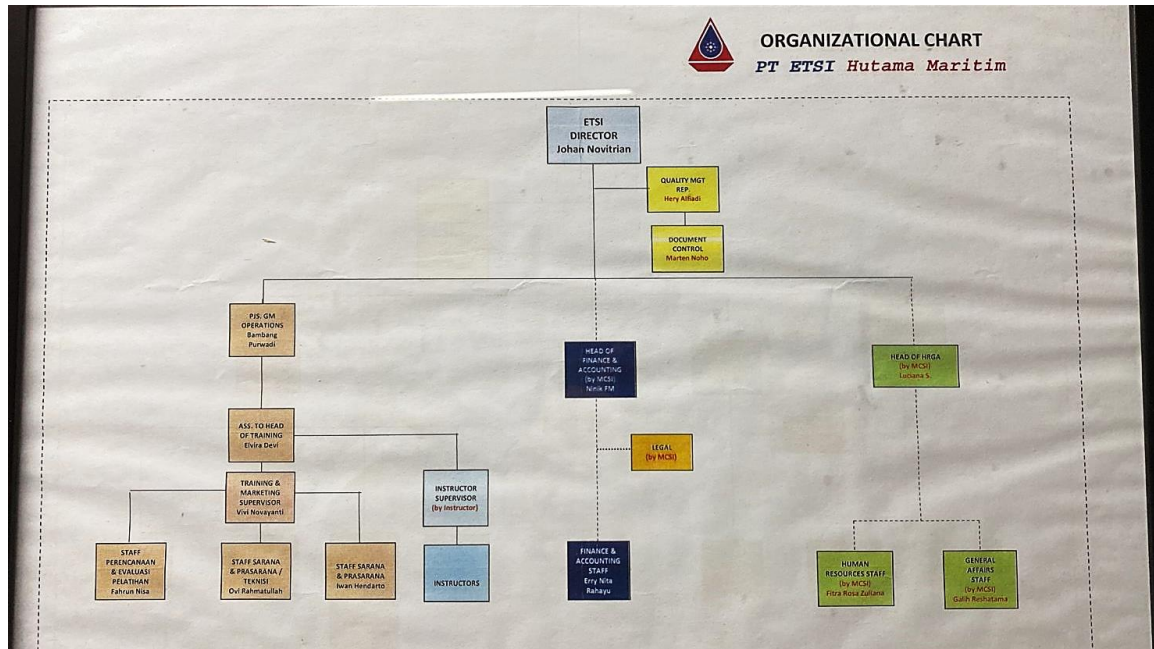 ORGANIZATIONAL CHART
PT ETSI Hutama Maritim
ETSI
DIRECTOR
Johan Novitrian
QUALITY MGT
REP.
Hery Alfiadi
DOCUMENT
CONTROL
Marten Noho
PJS. GM
OPERATIONS
Bambang
Purwadi
HEAD OF
FINANCE &
ACCOUNTING
(by MCSI)
Ninik FM
HEAD OF HRGA
(by MCSI)
Luciana S.
ASS. TO HEAD
OF TRAINING
Elvira Devi
LEGAL
(by MCSI)
TRAINING &
MARKETING
SUPERVISOR
Vivi Novayanti
INSTRUCTOR
SUPERVISOR
(by Instructor)
STAFF
PERENCANAAN
& EVALUASI
PELATIHAN
Fahrun Nisa
STAFF SARANA
& PRASARANA /
TEKNISI
Ovi Rahmatullah
STAFF SARANA
& PRASARANA
Iwan Hendarto
INSTRUCTORS
FINANCE &
ACCOUNTING
STAFF
Erry Nita
Rahayu
HUMAN
RESOURCES STAFF
(by MCSI)
Fitra Rosa Zuliana
GENERAL
AFFAIRS
STAFF
(by MCSI)
Galih Reshatama